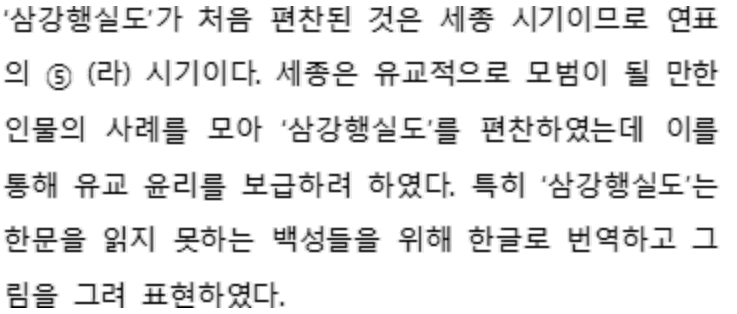 '삼강행실도'가 처음 편찬된 것은 세종 시기이므로 연표
의 ⑤ (라) 시기이다. 세종은 유교적으로 모범이 될 만한
인물의 사례를 모아 '삼강행실도'를 편찬하였는데 이를
통해 유교 윤리를 보급하려 하였다. 특히 '삼강행실도'는
한문을 읽지 못하는 백성들을 위해 한글로 번역하고 그
림을 그려 표현하였다.